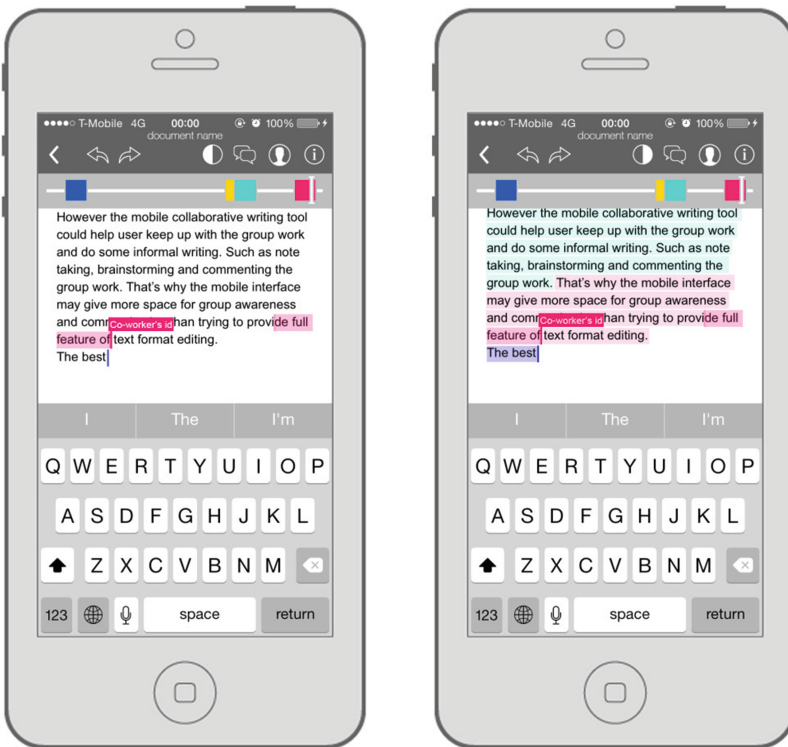 T-Mobile 4G 00:00 100%
document name
However the mobile collaborative writing tool
could help user keep up with the group work
and do some informal writing. Such as note
taking, brainstorming and commenting the
group work. That's why the mobile interface
may give more space for group awareness
and comm Co-worker's id han trying to provide full
feature of text format editing.
The best
I The I'm
Q W E R T Y U I O P
A S D F G H J K L
Z X C V B N M
123 space return
T-Mobile 4G 00:00 100%
document name
However the mobile collaborative writing tool
could help user keep up with the group work
and do some informal writing. Such as note
taking, brainstorming and commenting the
group work. That's why the mobile interface
may give more space for group awareness
and comm Co-worker's id han trying to provide full
feature of text format editing.
The best
I The I'm
Q W E R T Y U I O P
A S D F G H J K L
Z X C V B N M
123 space return